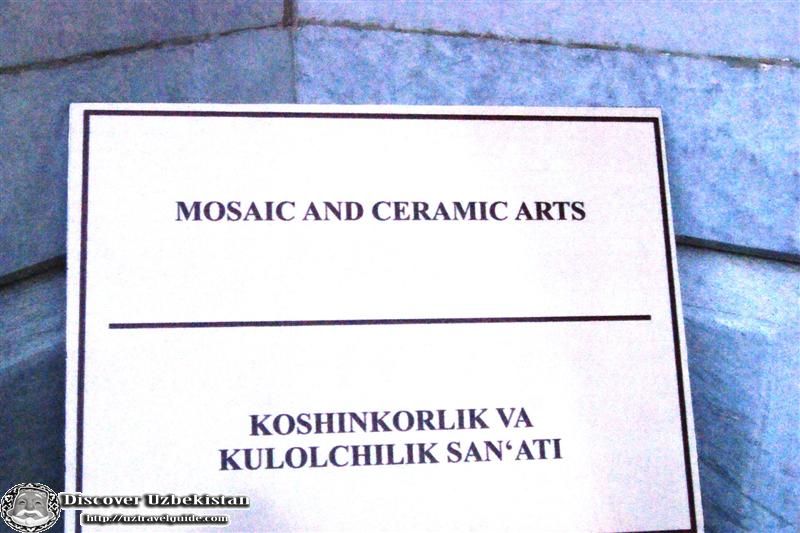 MOSAIC AND CERAMIC ARTS
KOSHINKORLIK VA
KULOLCHILIK SAN‘ATI
Discover Uzbekistan
http://uztravelguide.com